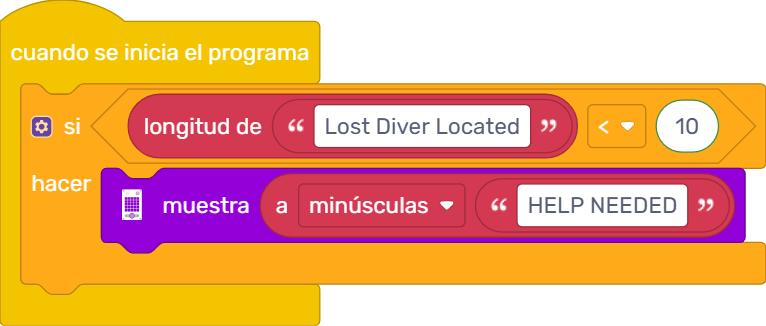 cuando se inicia el programa
si longitud de “ Lost Diver Located ” < 10
hacer
muestra a minúsculas “ HELP NEEDED ”